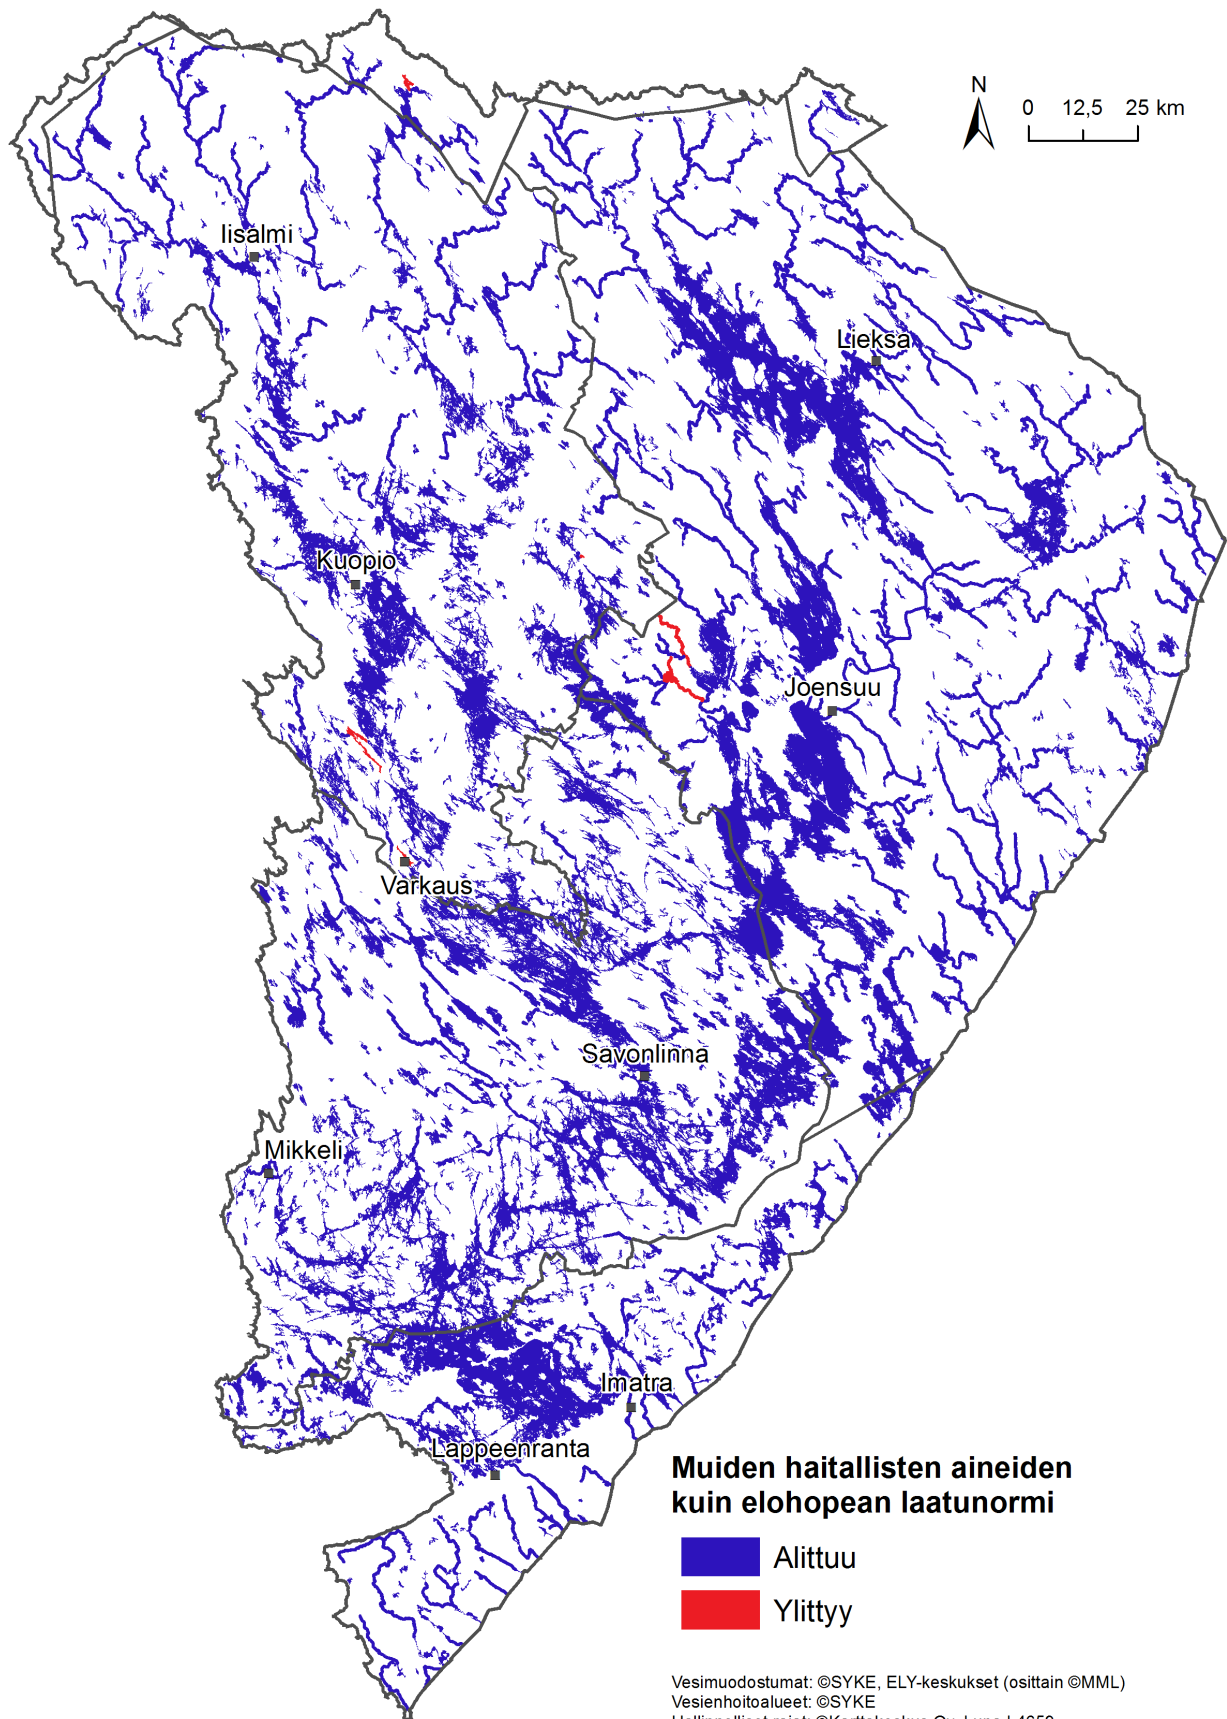 N
0 12,5 25 km
Iisalmi
Lieksa
Kuopio
Joensuu
Varkaus
Savonlinna
Mikkeli
Imatra
Lappeenranta
Muiden haitallisten aineiden
kuin elohopean laatunormi
Alittuu
Ylittyy
Vesimuodostumat: ©SYKE, ELY-keskukset (osittain ©MML)
Vesienhoitoalueet: ©SYKE